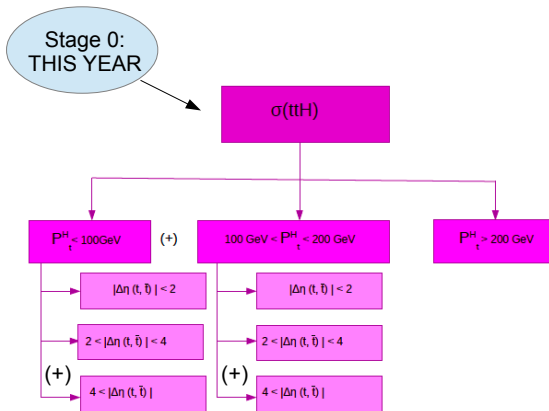 Stage 0:
THIS YEAR
σ(ttH)
P^H_t < 100GeV
(+)
100 GeV < P^H_t < 200 GeV
P^H_t > 200 GeV
|Δη (t, t̄) | < 2
|Δη (t, t̄) | < 2
2 < |Δη (t, t̄) | < 4
2 < |Δη (t, t̄) | < 4
(+)
(+)
4 < |Δη (t, t̄) |
4 < |Δη (t, t̄) |